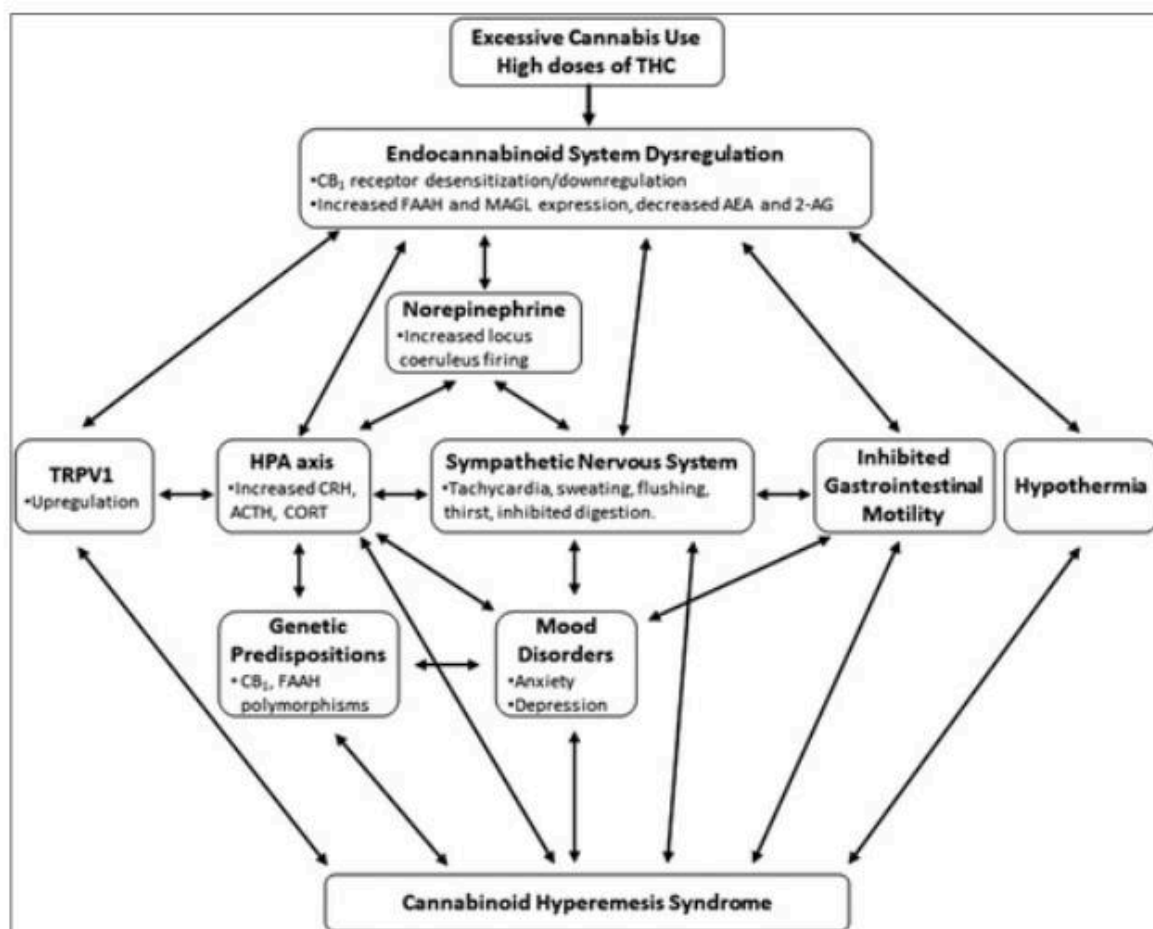 Excessive Cannabis Use
High doses of THC
Endocannabinoid System Dysregulation
•CB₁ receptor desensitization/downregulation
•Increased FAAH and MAGL expression, decreased AEA and 2-AG
Norepinephrine
•Increased locus
coeruleus firing
TRPV1
•Upregulation
HPA axis
•Increased CRH,
ACTH, CORT
Sympathetic Nervous System
•Tachycardia, sweating, flushing,
thirst, inhibited digestion.
Inhibited
Gastrointestinal
Motility
Hypothermia
Genetic
Predispositions
•CB₁, FAAH
polymorphisms
Mood
Disorders
•Anxiety
•Depression
Cannabinoid Hyperemesis Syndrome